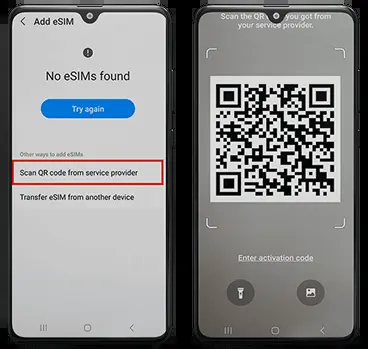 Add eSIM
No eSIMs found
Try again
Other ways to add eSIMs
Scan QR code from service provider
Transfer eSIM from another device
Scan the QR you got from
your service provider.
Enter activation code